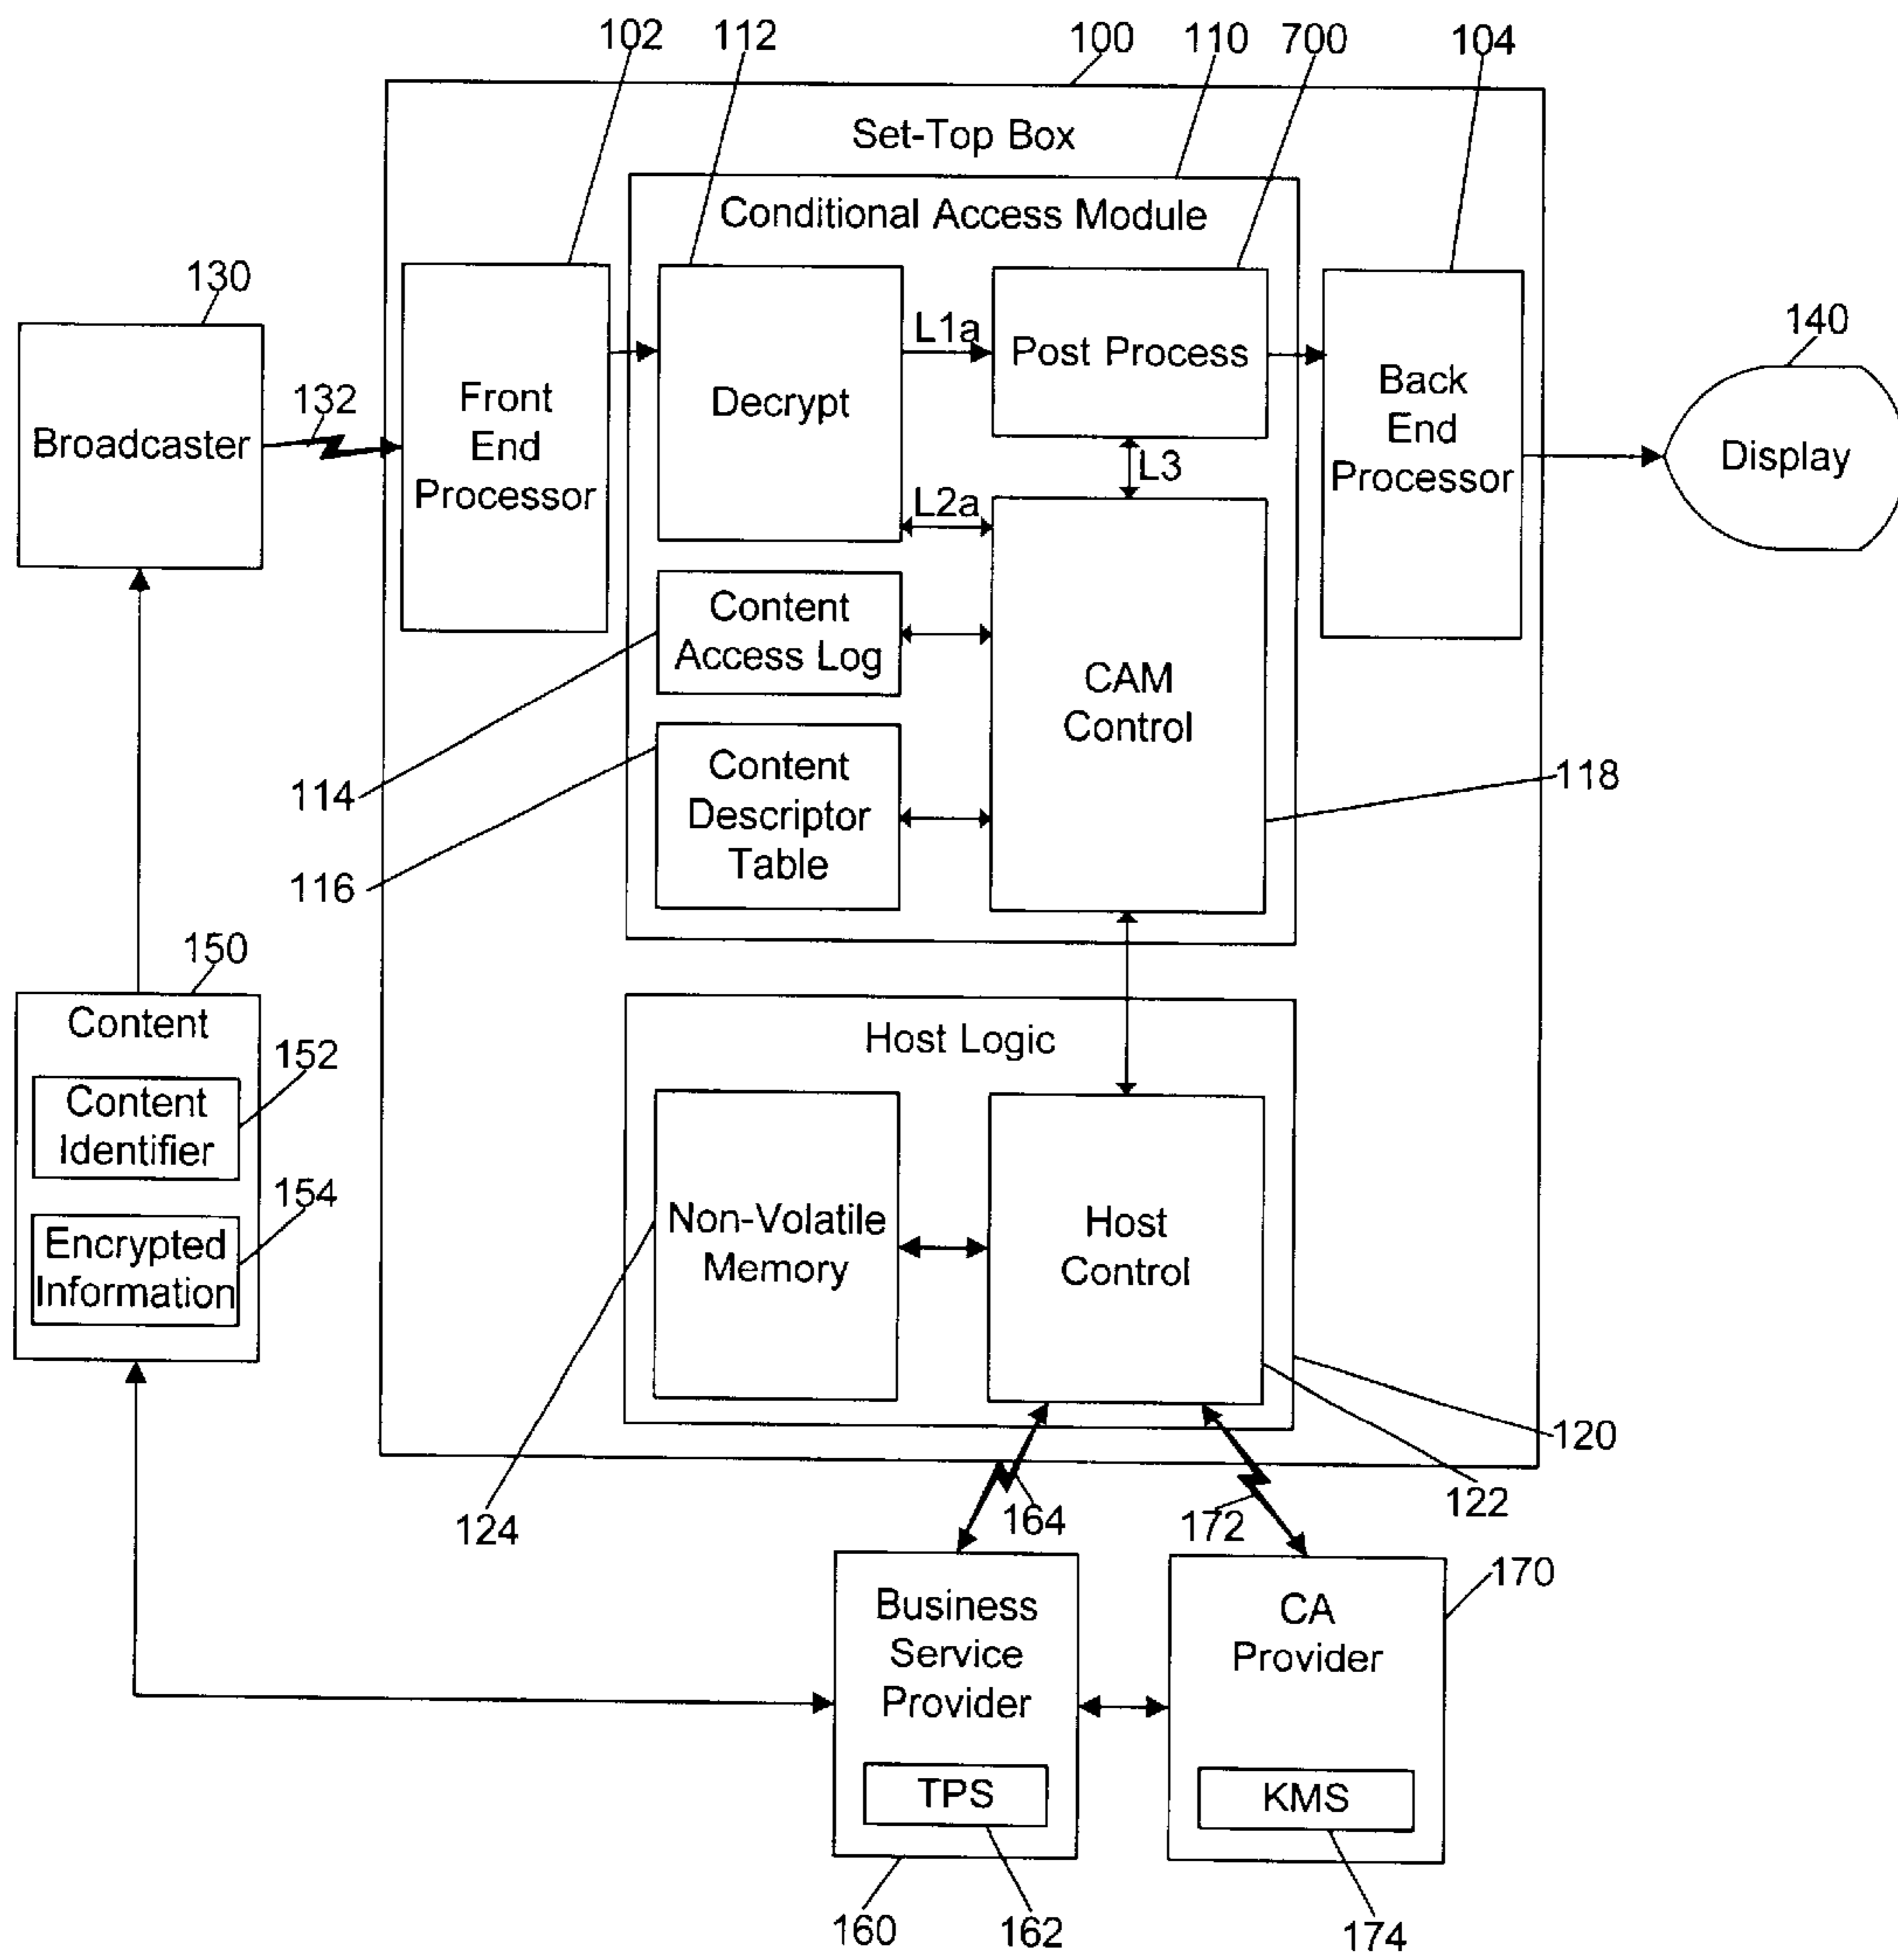 102
112
100
110
700
104
Set-Top Box
Conditional Access Module
130
140
Broadcaster
132
Front
End
Processor
Decrypt
L1a
Post Process
Back
End
Processor
Display
L3
L2a
Content
Access Log
CAM
Control
Content
Descriptor
Table
114
116
118
150
Content
152
Content
Identifier
154
Encrypted
Information
Host Logic
Non-Volatile
Memory
Host
Control
120
122
124
164
172
170
Business
Service
Provider
CA
Provider
TPS
KMS
160
162
174